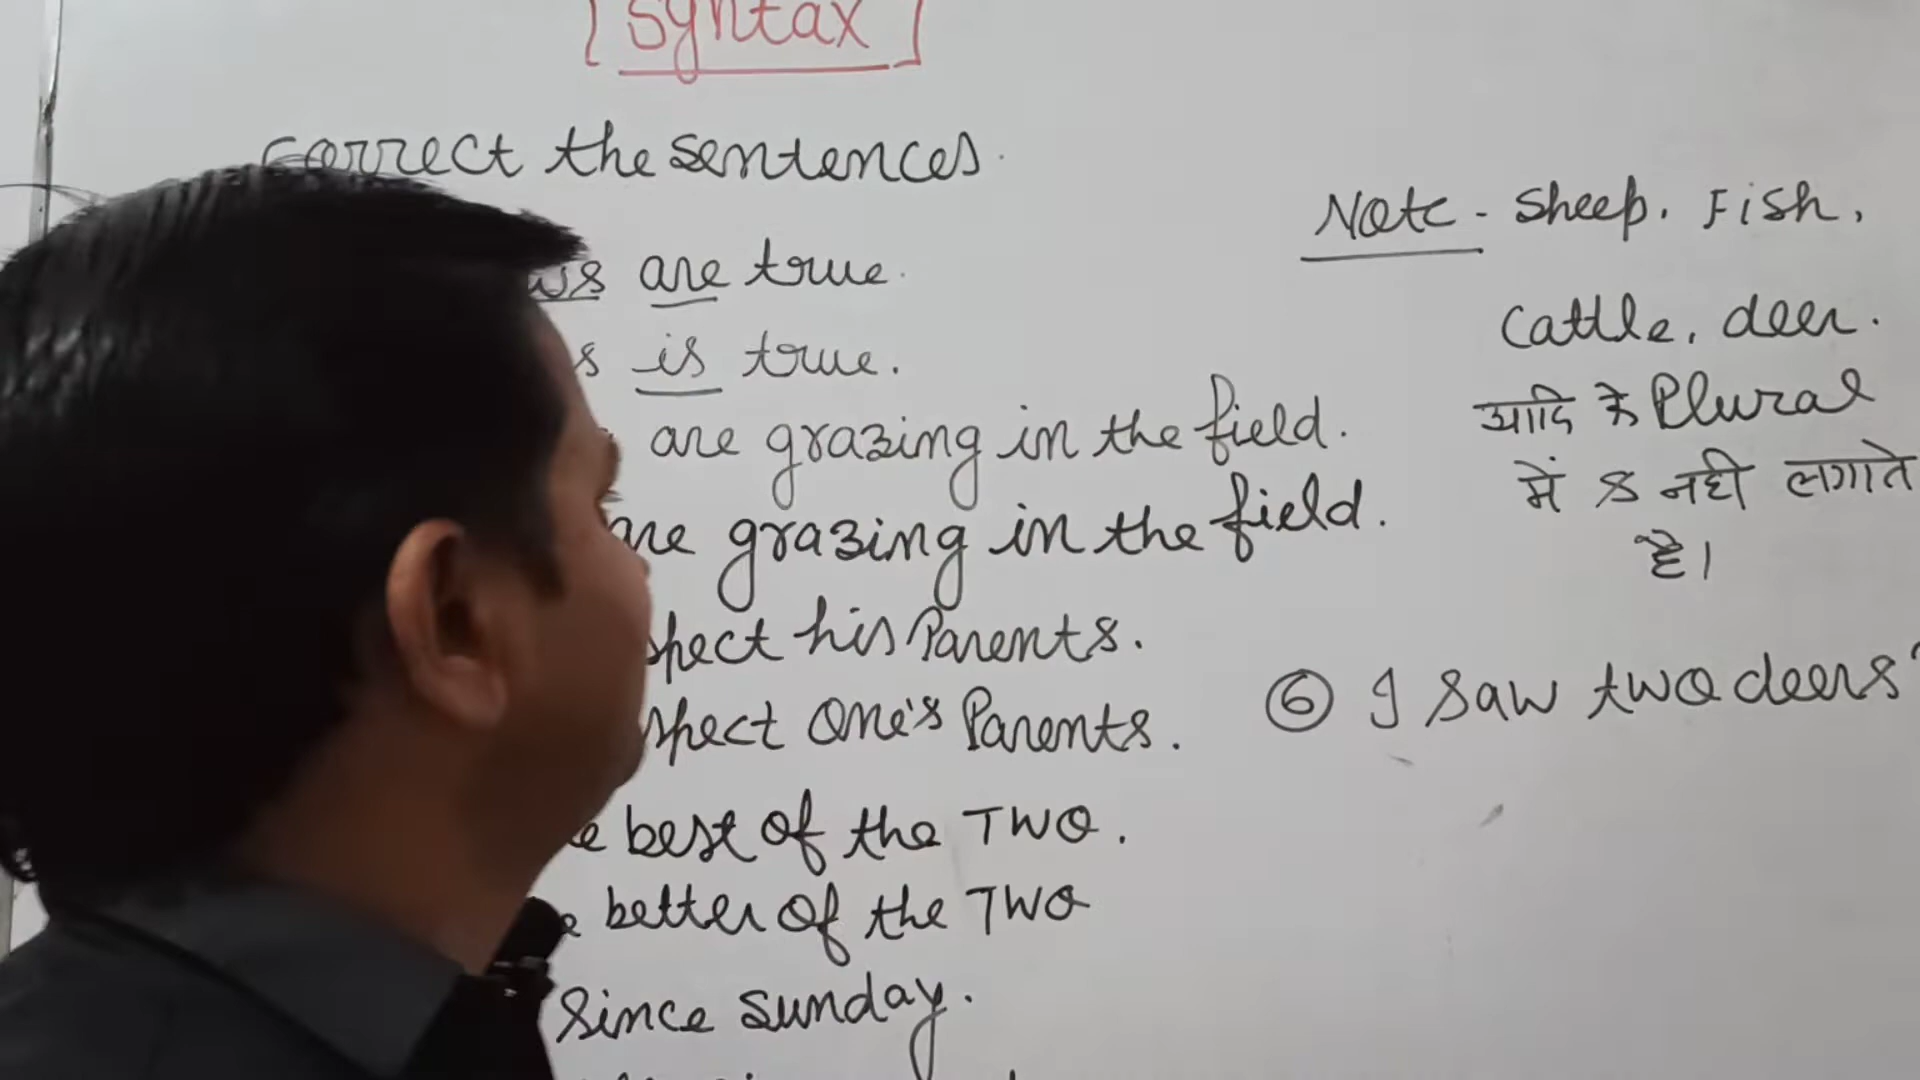 [Syntax]
Correct the sentences.
are true.
is true.
are grazing in the field.
are grazing in the field.
his Parents.
One's Parents.
best of the TWO.
better of the TWO
Since Sunday.
Note - Sheep, Fish,
Cattle, deer.
आदि के Plural
में s नही लगाते
है।
⑥ I saw two deers